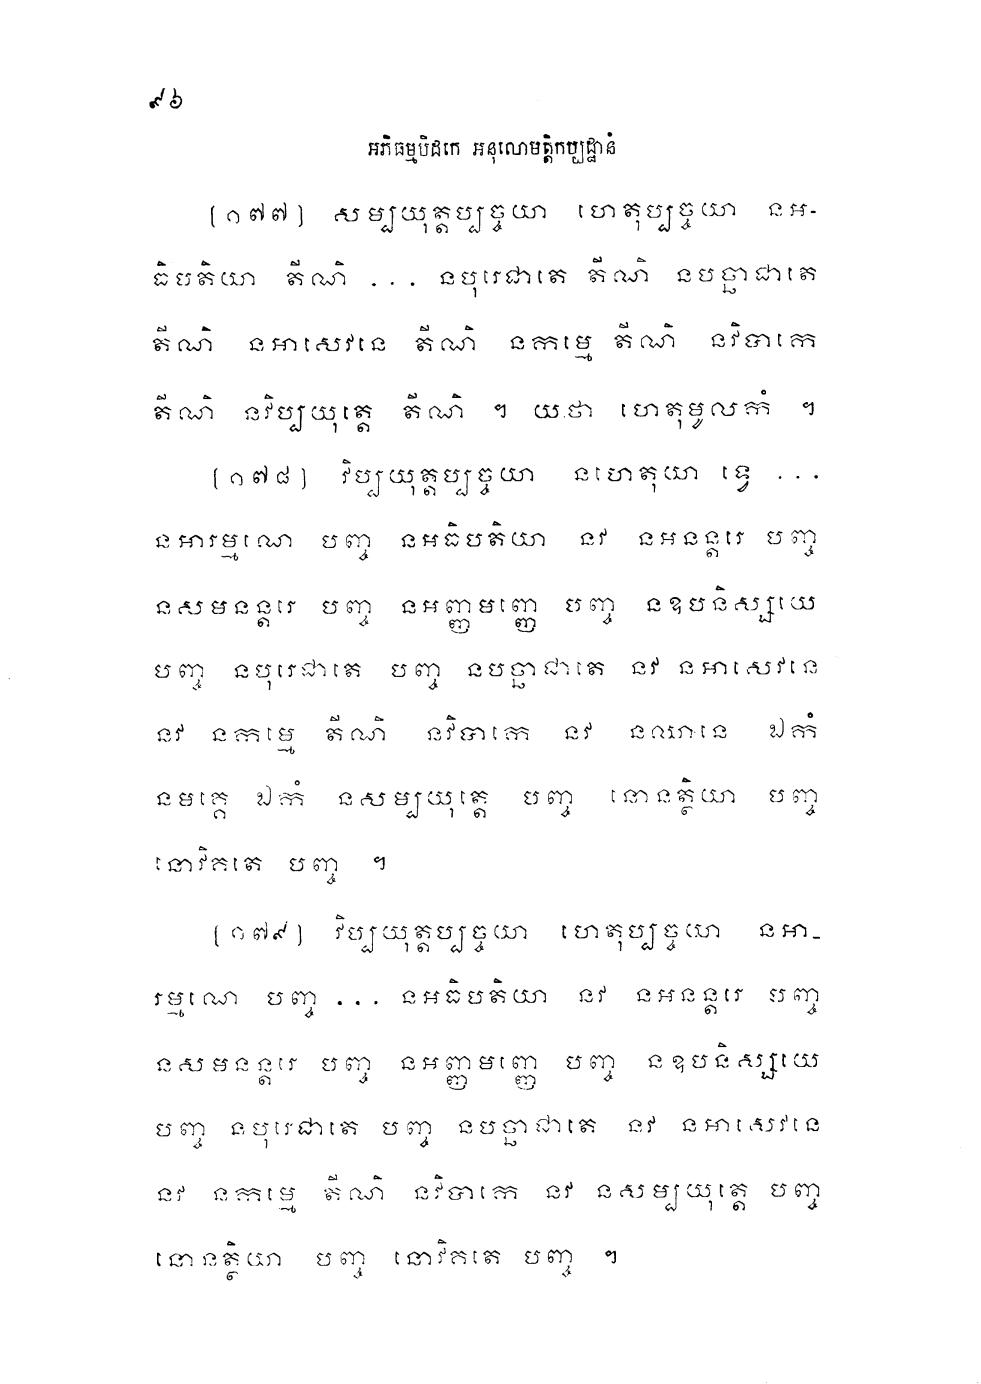 ៩៦
អភិធម្មបិដកេ អនុលោមត្តិកប្បដ្ឋានំ
(១៧៧) សម្បយុត្តប្បច្ចយា ហេតុប្បច្ចយា នអ-
ធិបតិយា តីណិ ... នបុរេជាតេ តីណិ នបច្ឆាជាតេ
តីណិ នអាសេវនេ តីណិ នកម្មេ តីណិ នវិបាកេ
តីណិ នវិប្បយុត្តេ តីណិ ។ យថា ហេតុមូលកំ ។
(១៧៨) វិប្បយុត្តប្បច្ចយា នហេតុយា ទ្វេ ...
នអារម្មណេ បញ្ច នអធិបតិយា នវ នអនន្តរេ បញ្ច
នសមនន្តរេ បញ្ច នអញ្ញមញ្ញេ បញ្ច នឧបនិស្សយេ
បញ្ច នបុរេជាតេ បញ្ច នបច្ឆាជាតេ នវ នអាសេវនេ
នវ នកម្មេ តីណិ នវិបាកេ នវ នឈានេ ឯកំ
នមគ្គេ ឯកំ នសម្បយុត្តេ បញ្ច នោនត្ថិយា បញ្ច
នោវិគតេ បញ្ច ។
(១៧៩) វិប្បយុត្តប្បច្ចយា ហេតុប្បច្ចយា នអា-
រម្មណេ បញ្ច ... នអធិបតិយា នវ នអនន្តរេ បញ្ច
នសមនន្តរេ បញ្ច នអញ្ញមញ្ញេ បញ្ច នឧបនិស្សយេ
បញ្ច នបុរេជាតេ បញ្ច នបច្ឆាជាតេ នវ នអាសេវនេ
នវ នកម្មេ តីណិ នវិបាកេ នវ នសម្បយុត្តេ បញ្ច
នោនត្ថិយា បញ្ច នោវិគតេ បញ្ច ។